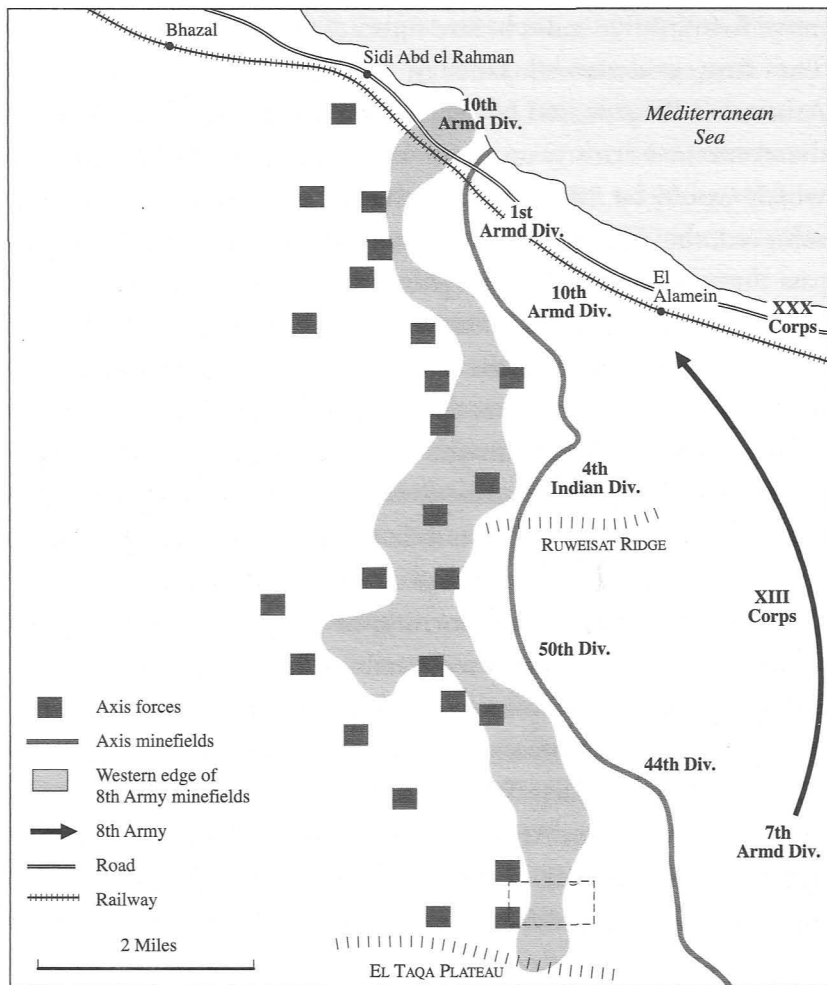 Bhazal
Sidi Abd el Rahman
10th
Armd Div.
Mediterranean
Sea
1st
Armd Div.
El
Alamein
10th
Armd Div.
XXX
Corps
4th
Indian Div.
RUWEISAT RIDGE
XIII
Corps
50th Div.
44th Div.
7th
Armd Div.
Axis forces
Axis minefields
Western edge of
8th Army minefields
8th Army
Road
Railway
2 Miles
EL TAQA PLATEAU